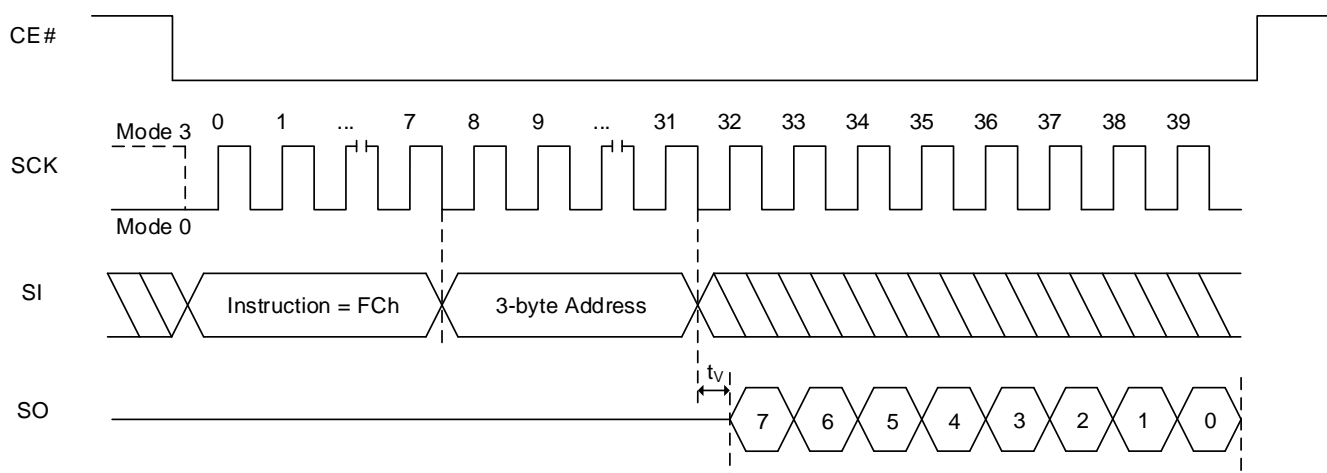 CE#
Mode 3 0 1 ... 7 8 9 ... 31 32 33 34 35 36 37 38 39
SCK
Mode 0
SI Instruction = FCh 3-byte Address
tV
SO 7 6 5 4 3 2 1 0